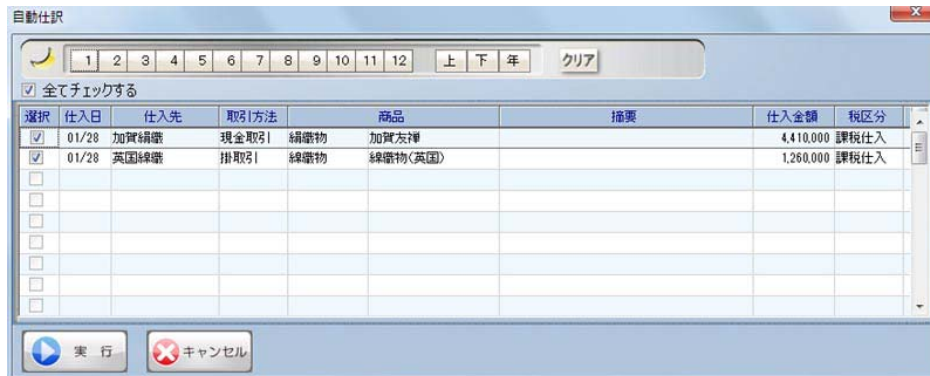 自動仕訳
1 2 3 4 5 6 7 8 9 10 11 12 上 下 年 クリア
全てチェックする
選択 仕入日 仕入先 取引方法 商品 摘要 仕入金額 税区分
01/28 加賀絹織 現金取引 絹織物 加賀友禅 4,410,000 課税仕入
01/28 英国綿織 掛取引 綿織物 綿織物(英国) 1,260,000 課税仕入
実 行 キャンセル